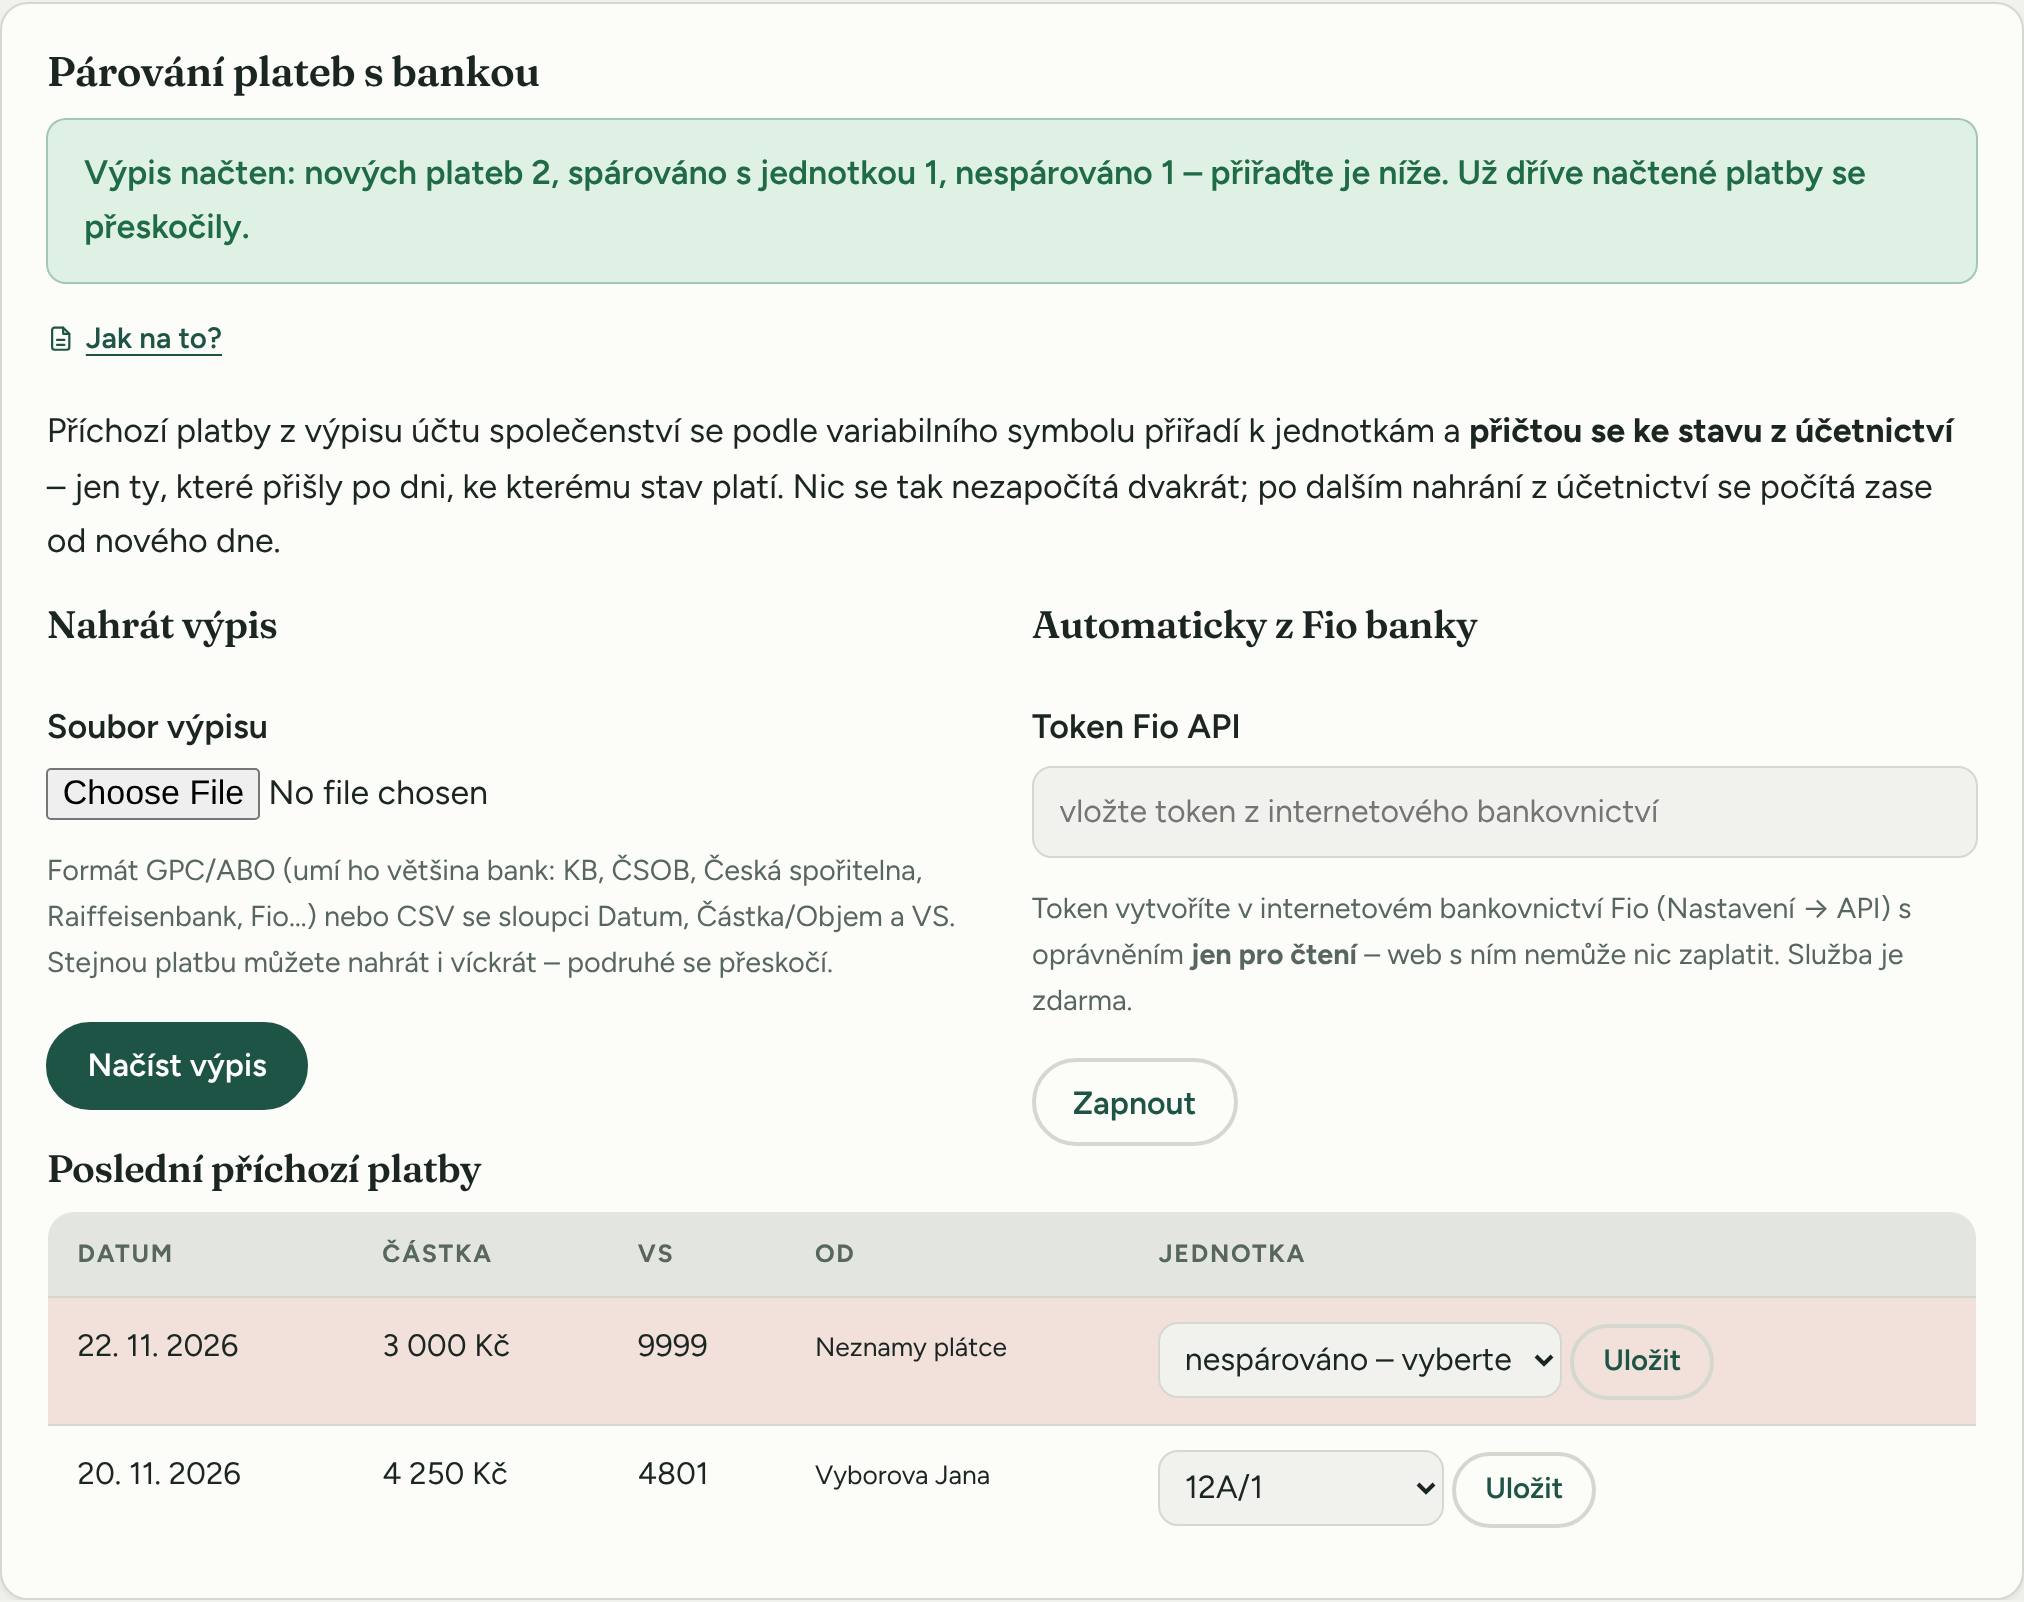 Párování plateb s bankou
Výpis načten: nových plateb 2, spárováno s jednotkou 1, nespárováno 1 – přiřaďte je níže. Už dříve načtené platby se
přeskočily.
Jak na to?
Příchozí platby z výpisu účtu společenství se podle variabilního symbolu přiřadí k jednotkám a přičtou se ke stavu z účetnictví
– jen ty, které přišly po dni, ke kterému stav platí. Nic se tak nezapočítá dvakrát; po dalším nahrání z účetnictví se počítá zase
od nového dne.
Nahrát výpis
Soubor výpisu
Choose File No file chosen
Formát GPC/ABO (umí ho většina bank: KB, ČSOB, Česká spořitelna,
Raiffeisenbank, Fio…) nebo CSV se sloupci Datum, Částka/Objem a VS.
Stejnou platbu můžete nahrát i víckrát – podruhé se přeskočí.
Načíst výpis
Automaticky z Fio banky
Token Fio API
vložte token z internetového bankovnictví
Token vytvoříte v internetovém bankovnictví Fio (Nastavení → API) s
oprávněním jen pro čtení – web s ním nemůže nic zaplatit. Služba je
zdarma.
Zapnout
Poslední příchozí platby
DATUM ČÁSTKA VS OD JEDNOTKA
22. 11. 2026 3 000 Kč 9999 Neznamy plátce nespárováno – vyberte Uložit
20. 11. 2026 4 250 Kč 4801 Vyborova Jana 12A/1 Uložit